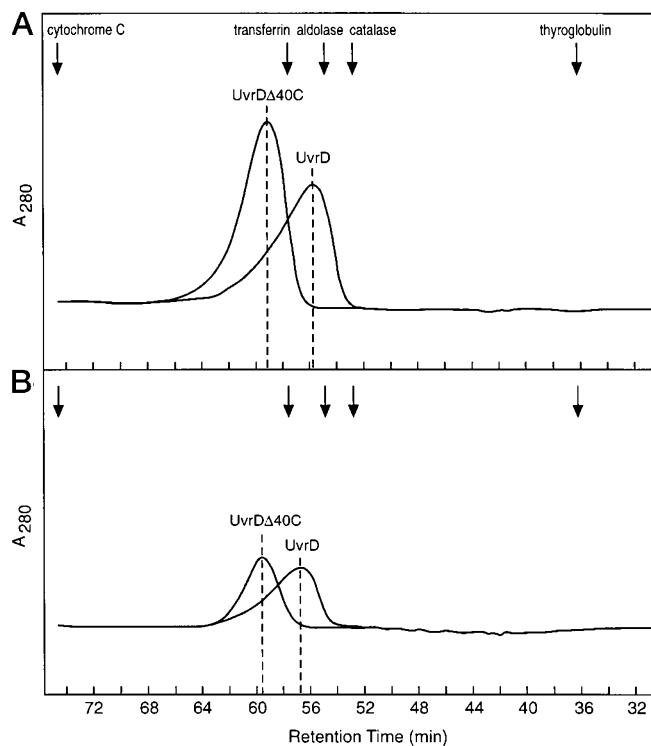 A
cytochrome C transferrin aldolase catalase thyroglobulin
UvrDΔ40C
UvrD
A280
B
UvrDΔ40C
UvrD
A280
72 68 64 60 56 52 48 44 40 36 32
Retention Time (min)